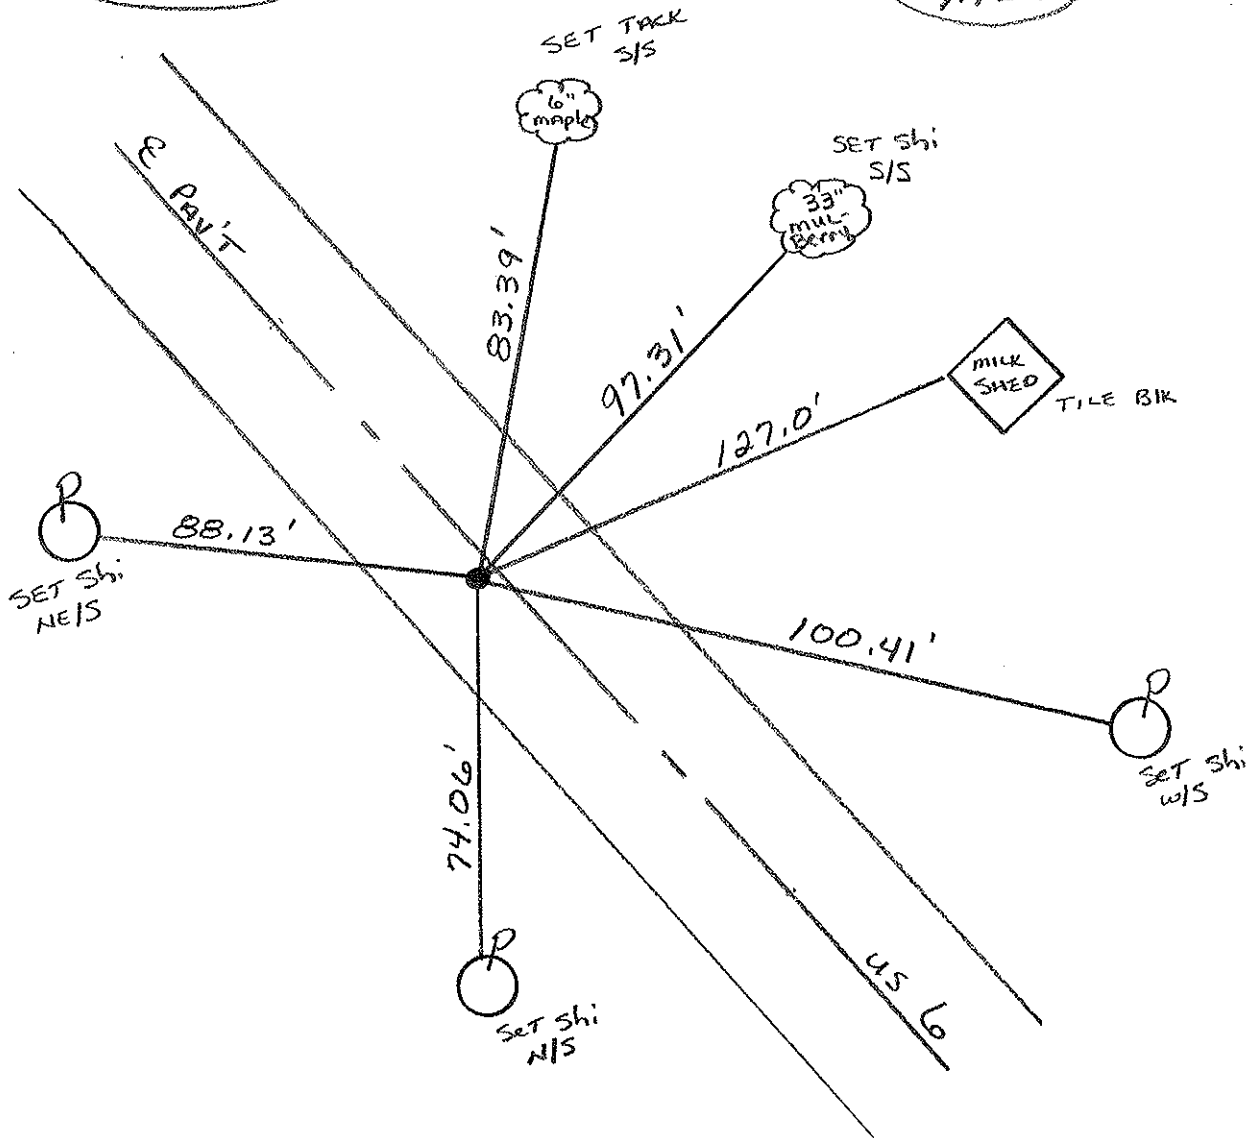 SET TACK
S/S
6"
maple
SET Shi
S/S
33"
mul-
Berry
℄ PAV'T
83.39'
97.31'
MILK
SHED
TILE BlK
127.0'
P
88.13'
SET Shi
NE/S
100.41'
P
SeT Shi
W/S
74.06'
P
SeT Shi
N/S
US 6